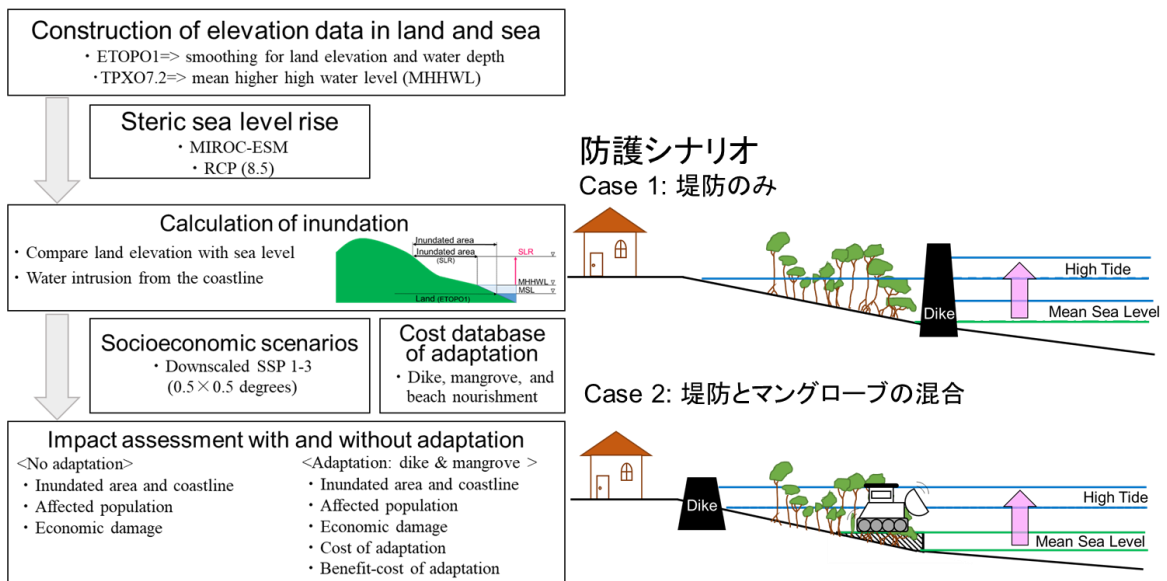 Construction of elevation data in land and sea
・ETOPO1=> smoothing for land elevation and water depth
・TPXO7.2=> mean higher high water level (MHHWL)
Steric sea level rise
・MIROC-ESM
・RCP (8.5)
Calculation of inundation
・Compare land elevation with sea level
・Water intrusion from the coastline
Inundated area
Inundated area
(SLR)
SLR
MHHWL
MSL
Land (ETOPO1)
Socioeconomic scenarios
・Downscaled SSP 1-3
(0.5×0.5 degrees)
Cost database
of adaptation
・Dike, mangrove, and
beach nourishment
Impact assessment with and without adaptation
<No adaptation>
・Inundated area and coastline
・Affected population
・Economic damage
<Adaptation: dike & mangrove >
・Inundated area and coastline
・Affected population
・Economic damage
・Cost of adaptation
・Benefit-cost of adaptation
防護シナリオ
Case 1: 堤防のみ
High Tide
Dike
Mean Sea Level
Case 2: 堤防とマングローブの混合
High Tide
Dike
Mean Sea Level